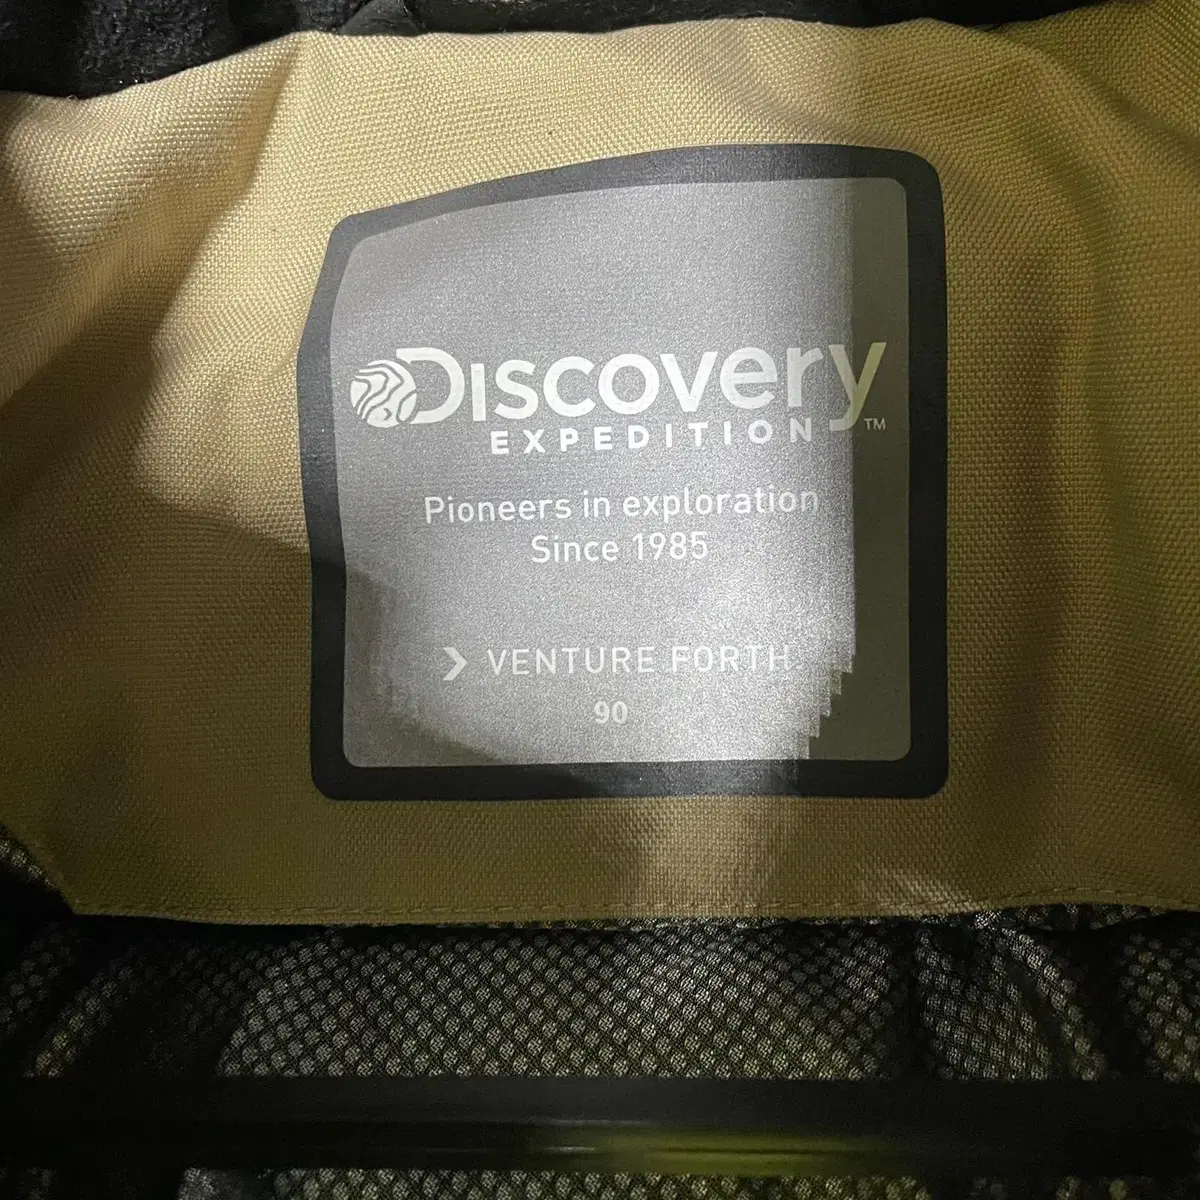 DISCOVERY
EXPEDITION™
Pioneers in exploration
Since 1985
VENTURE FORTH
90